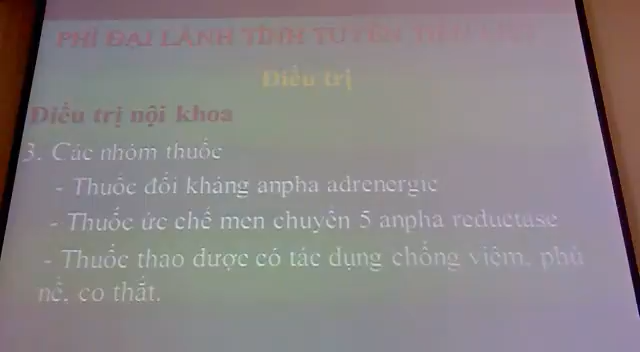 PHÌ ĐẠI LÀNH TÍNH TUYẾN TIỀN LIỆT
Điều trị
Điều trị nội khoa
3. Các nhóm thuốc
- Thuốc đối kháng anpha adrenergic
- Thuốc ức chế men chuyển 5 anpha reductase
- Thuốc thảo dược có tác dụng chống viêm, phù
nề, co thắt.